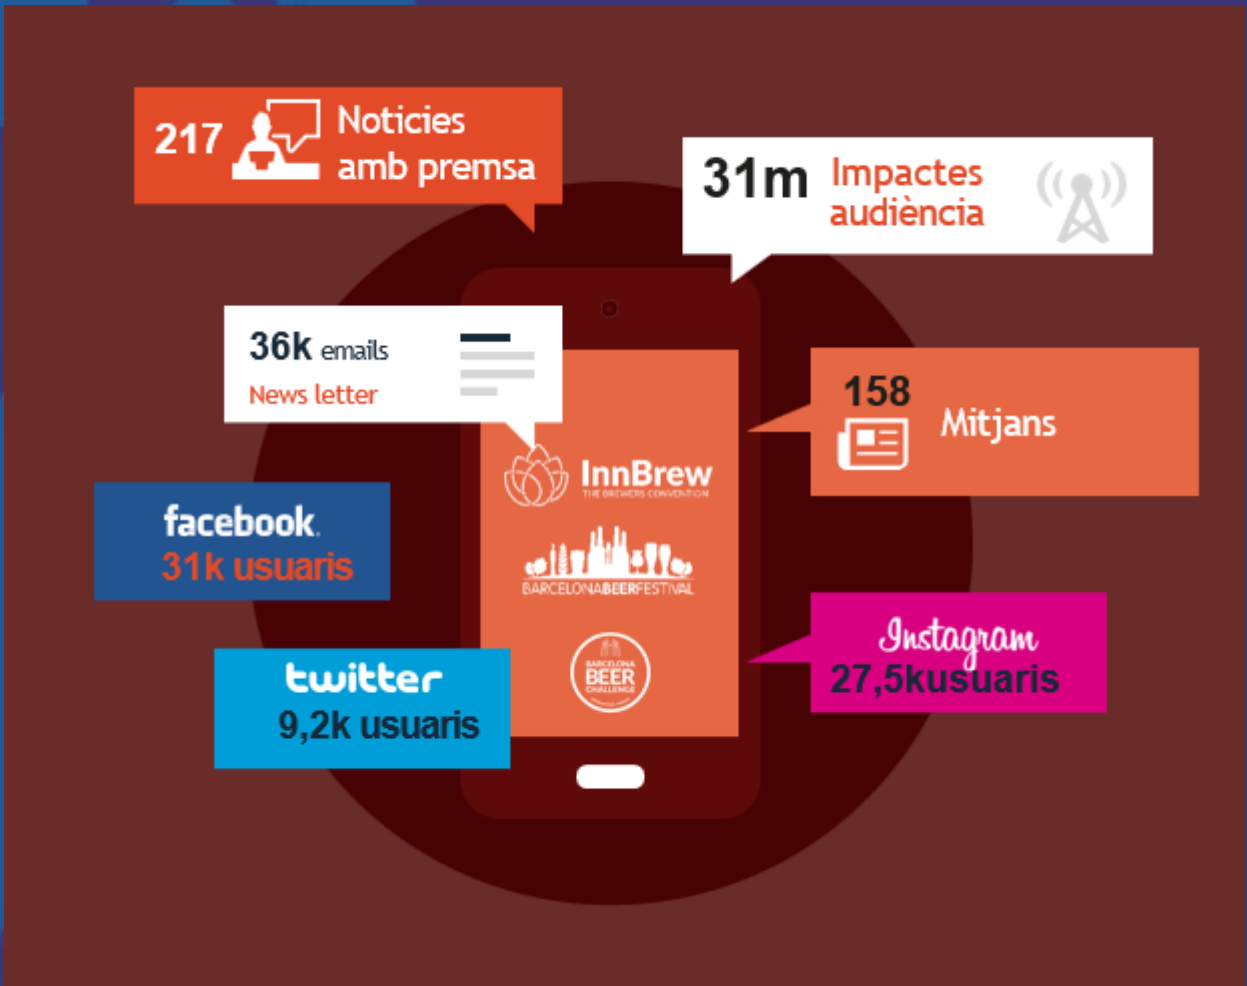 217
Noticies
amb premsa
31m
Impactes
audiència
36k emails
News letter
158
Mitjans
InnBrew
THE BREWERS CONVENTION
facebook.
31k usuaris
BARCELONABEERFESTIVAL
Instagram
27,5kusuaris
twitter
9,2k usuaris
BARCELONA
BEER
CHALLENGE